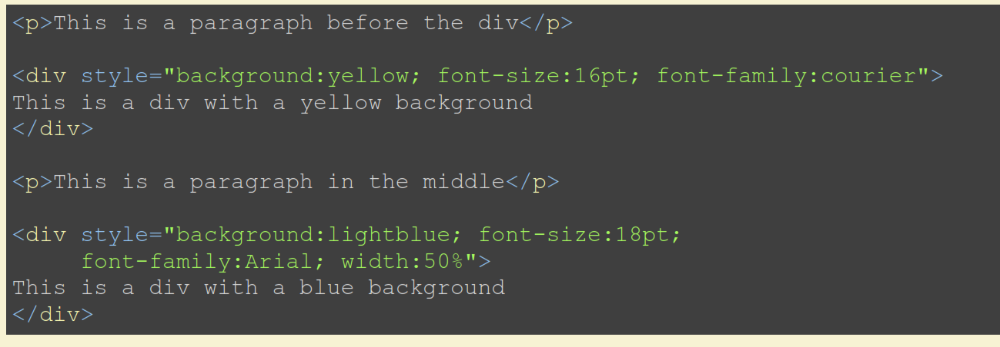 <p>This is a paragraph before the div</p>
<div style="background:yellow; font-size:16pt; font-family:courier">
This is a div with a yellow background
</div>
<p>This is a paragraph in the middle</p>
<div style="background:lightblue; font-size:18pt;
font-family:Arial; width:50%">
This is a div with a blue background
</div>